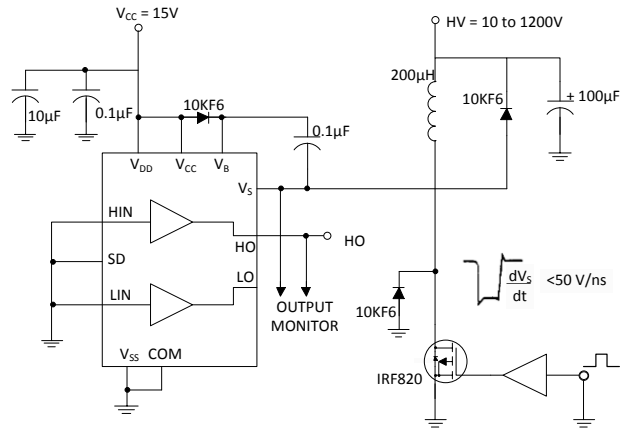 VCC = 15V
HV = 10 to 1200V
200µH
10µF
0.1µF
10KF6
10KF6
+ 100µF
0.1µF
VDD
VCC
VB
VS
HIN
HO
HO
SD
LO
LIN
OUTPUT
MONITOR
10KF6
dVS
dt
<50 V/ns
VSS
COM
IRF820